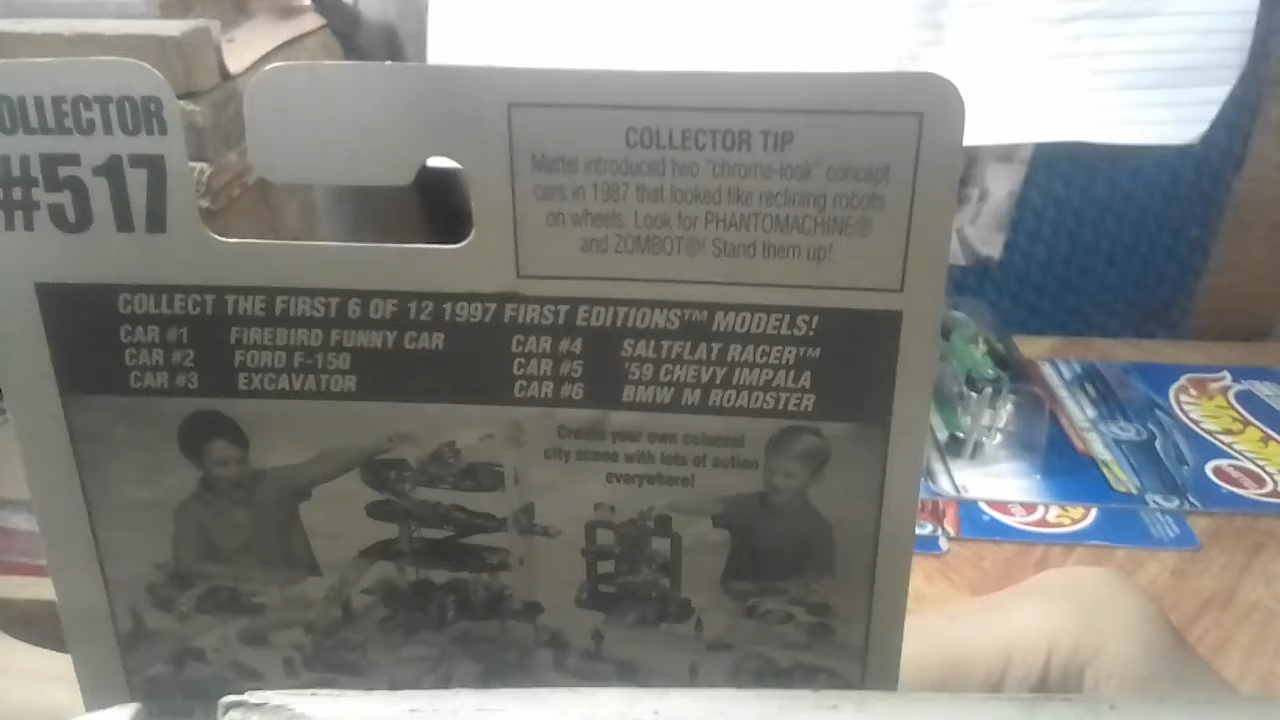 OLLECTOR
#517
COLLECTOR TIP
Mattel introduced two "chrome-look" concept
cars in 1987 that looked like reclining robots
on wheels. Look for PHANTOMACHINE®
and ZOMBOT®! Stand them up!
COLLECT THE FIRST 6 OF 12 1997 FIRST EDITIONS™ MODELS!
CAR #1 FIREBIRD FUNNY CAR
CAR #2 FORD F-150
CAR #3 EXCAVATOR
CAR #4 SALTFLAT RACER™
CAR #5 '59 CHEVY IMPALA
CAR #6 BMW M ROADSTER
Create your own colossal
city scene with lots of action
everywhere!